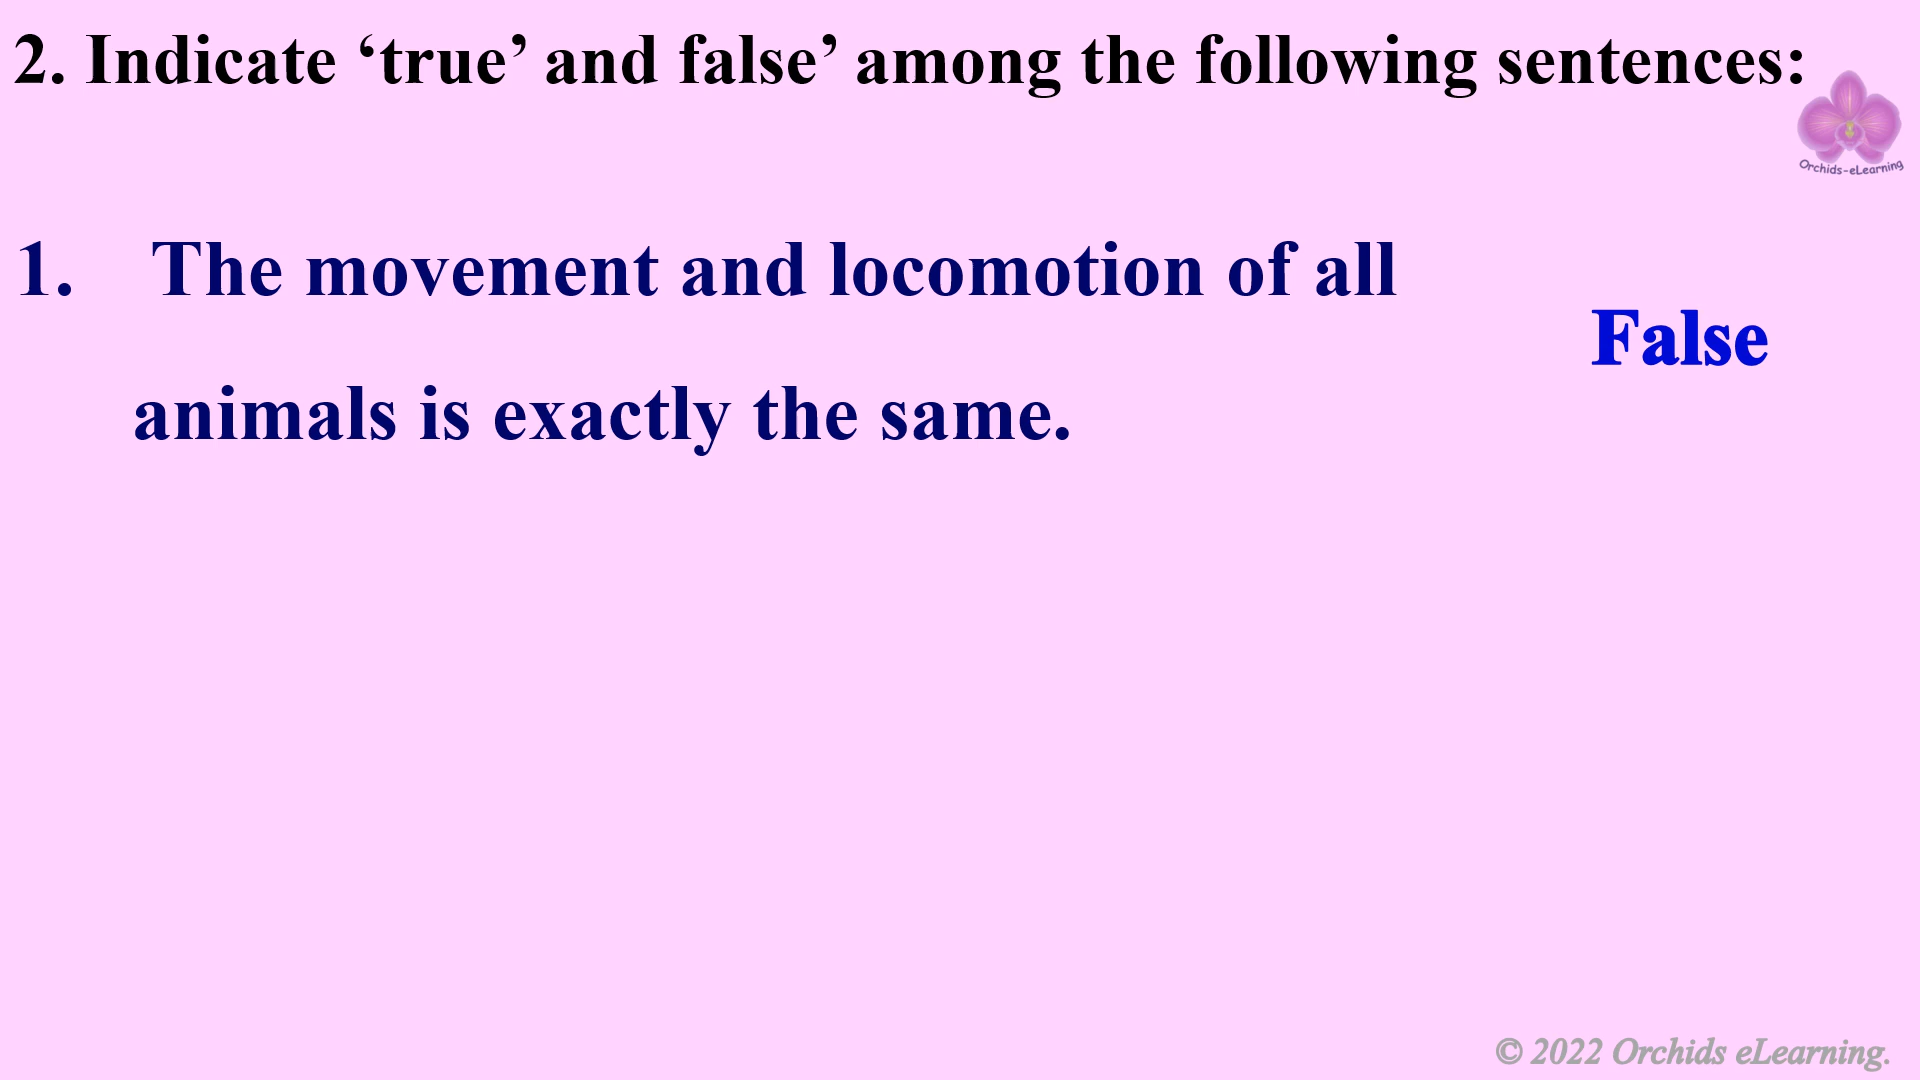 2. Indicate ‘true’ and false’ among the following sentences:
Orchids-eLearning
1. The movement and locomotion of all
False
animals is exactly the same.
© 2022 Orchids eLearning.